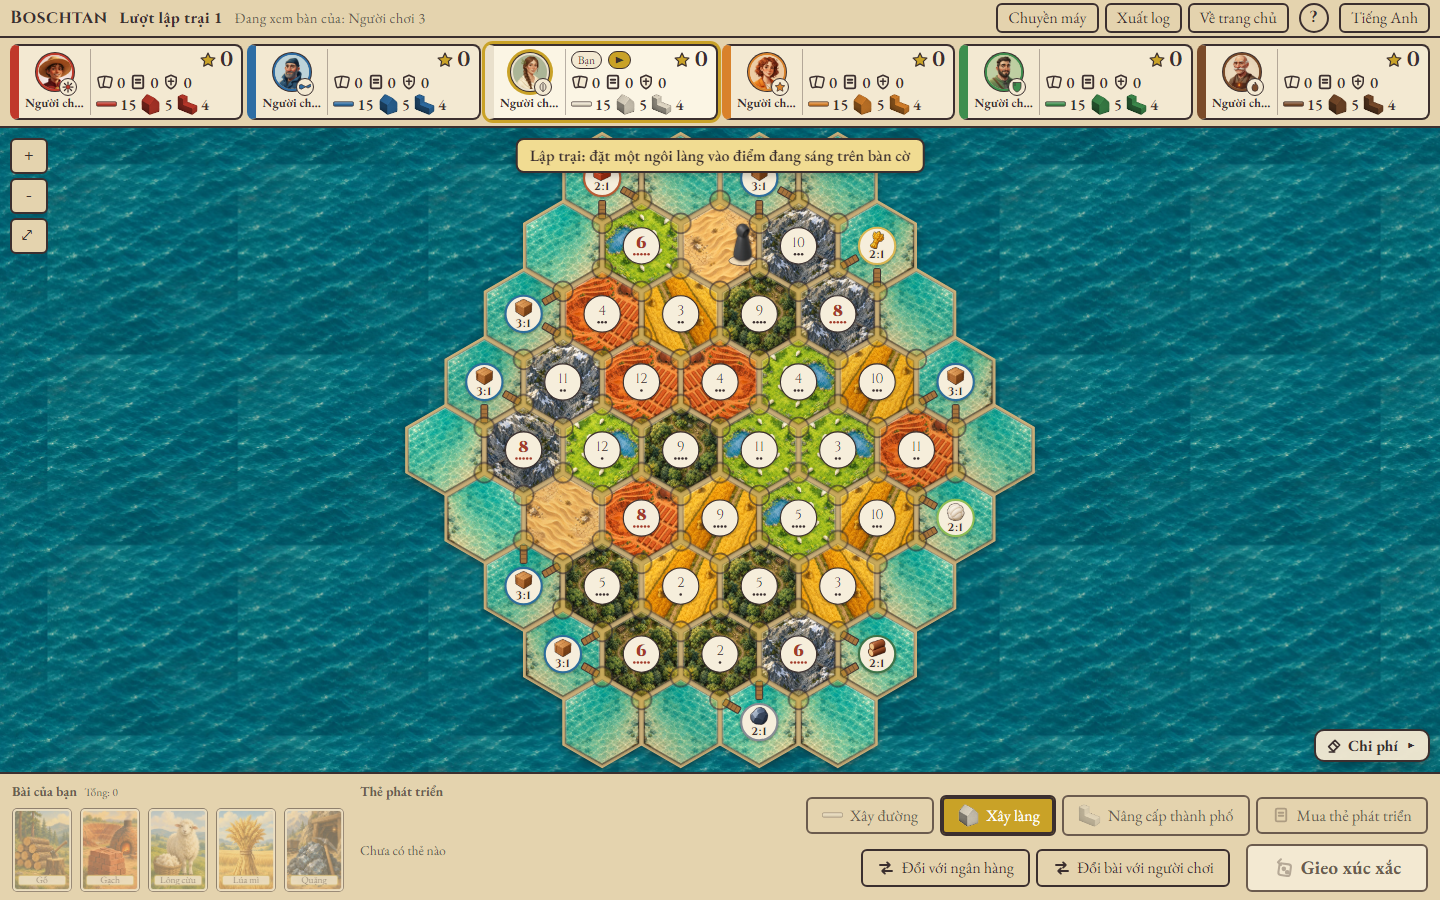 BOSCHTAN Lượt lập trại 1 Đang xem bàn của: Người chơi 3
Chuyền máy Xuất log Về trang chủ ? Tiếng Anh
0 0 0 0 Người ch... 15 5 4
0 0 0 0 Người ch... 15 5 4
Bạn 0 0 0 0 Người ch... 15 5 4
0 0 0 0 Người ch... 15 5 4
0 0 0 0 Người ch... 15 5 4
0 0 0 0 Người ch... 15 5 4
+
-
Lập trại: đặt một ngôi làng vào điểm đang sáng trên bàn cờ
2:1 3:1
6 10 2:1
3:1 4 3 9 8
3:1 11 12 4 4 10 3:1
8 12 9 11 3 11
8 9 5 10 2:1
3:1 5 2 5 3
3:1 6 2 6 2:1
2:1
Chi phí
Bài của bạn Tổng: 0
Gỗ Gạch Lông cừu Lúa mì Quặng
Thẻ phát triển
Chưa có thẻ nào
Xây đường Xây làng Nâng cấp thành phố Mua thẻ phát triển
Đổi với ngân hàng Đổi bài với người chơi Gieo xúc xắc